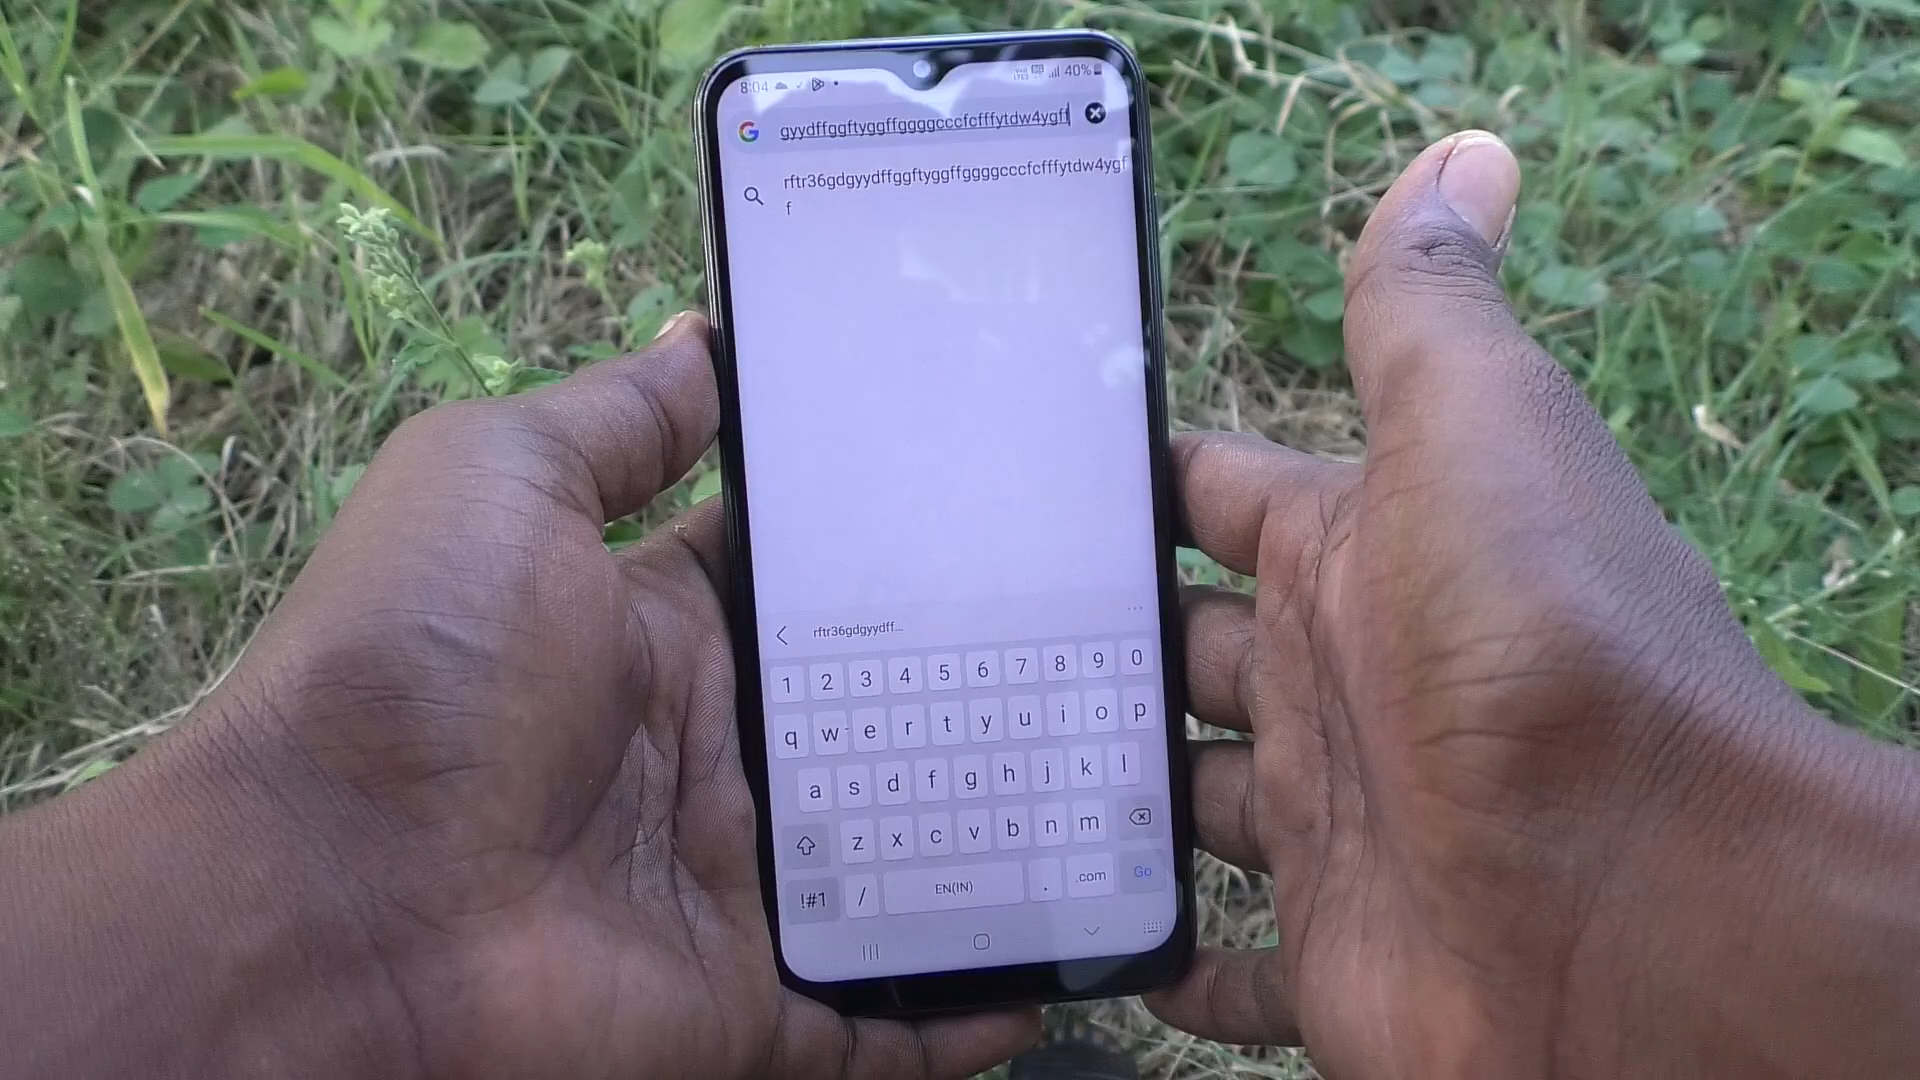 8:04
40%
gyydffggftyggffggggcccfcfffytdw4ygff
rftr36gdgyydffggftyggffggggcccfcfffytdw4ygf
f
rftr36gdgyydff...
1 2 3 4 5 6 7 8 9 0
q w e r t y u i o p
a s d f g h j k l
z x c v b n m
!#1 / EN(IN) . .com Go